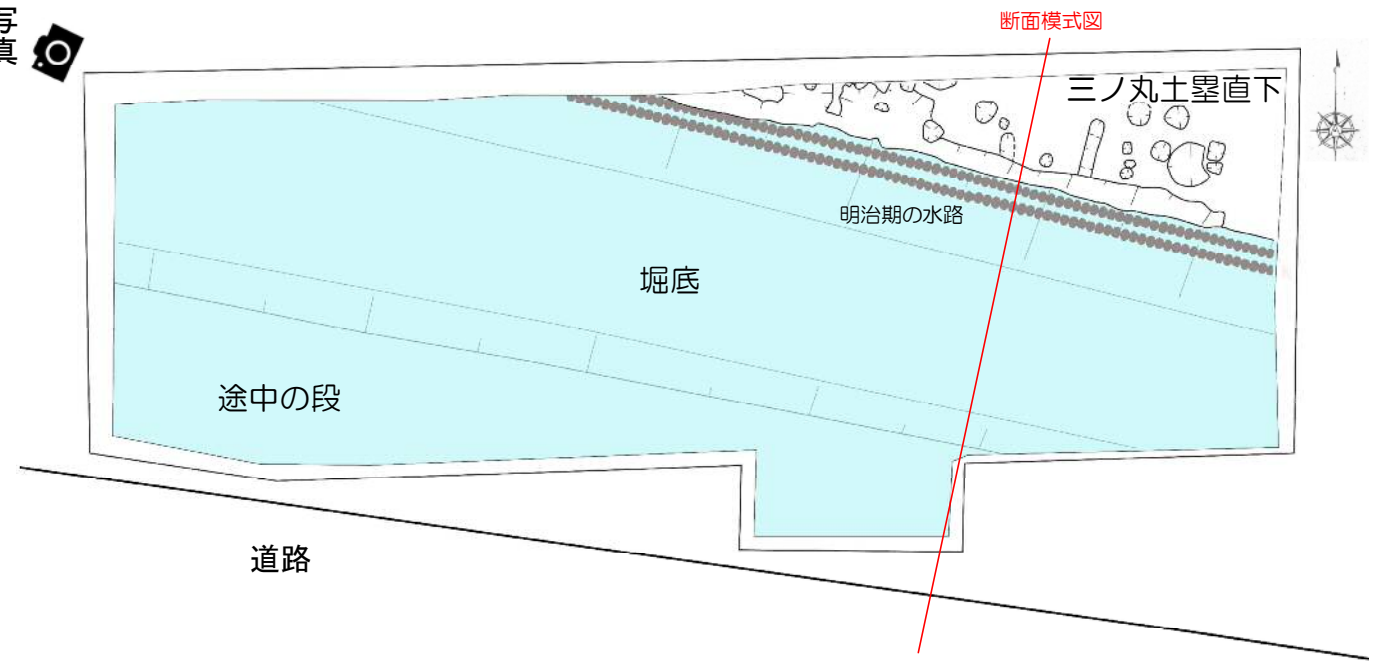 写真
断面模式図
三ノ丸土塁直下
明治期の水路
堀底
途中の段
道路